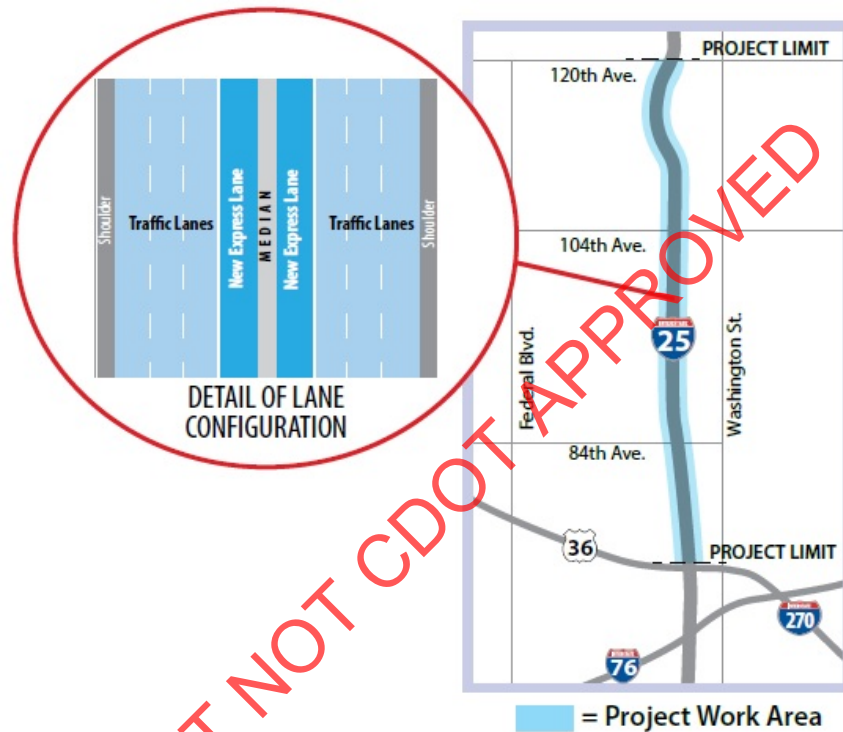 PROJECT LIMIT
120th Ave.
Shoulder
Traffic Lanes
New Express Lane
MEDIAN
New Express Lane
Traffic Lanes
Shoulder
104th Ave.
INTERSTATE
25
Federal Blvd.
Washington St.
DETAIL OF LANE
CONFIGURATION
84th Ave.
36
PROJECT LIMIT
270
76
= Project Work Area
NOT CDOT APPROVED